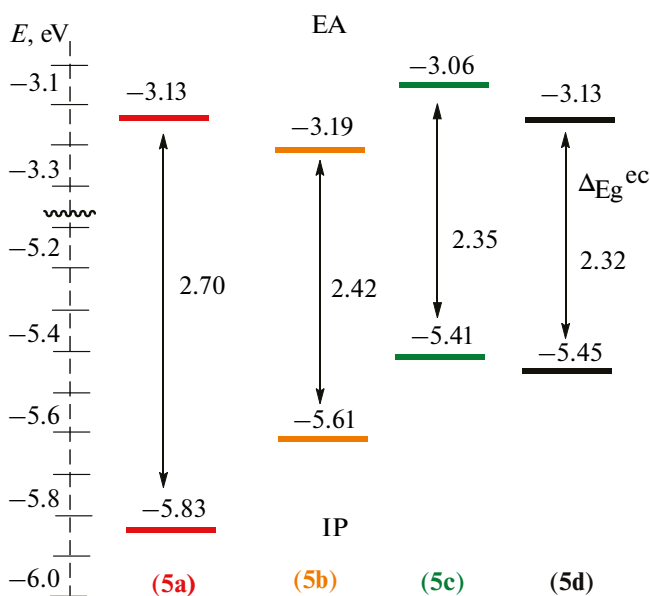 E, eV
EA
−3.1
−3.13
−3.19
−3.06
−3.13
−3.3
ΔEg^ec
−5.2
2.70
2.42
2.35
2.32
−5.4
−5.41
−5.45
−5.6
−5.61
−5.8
−5.83
IP
−6.0
(5a)
(5b)
(5c)
(5d)